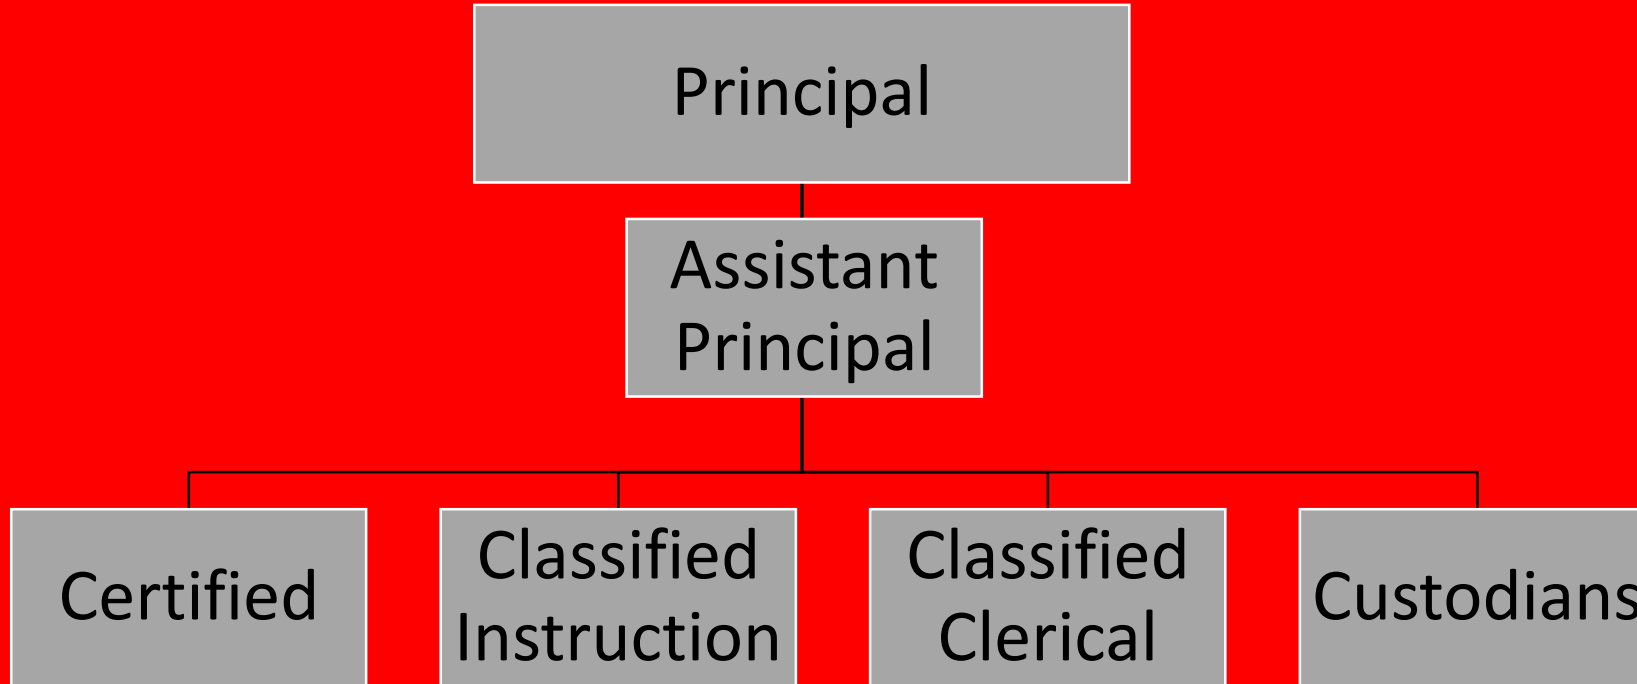 Principal
Assistant
Principal
Certified
Classified
Instruction
Classified
Clerical
Custodians